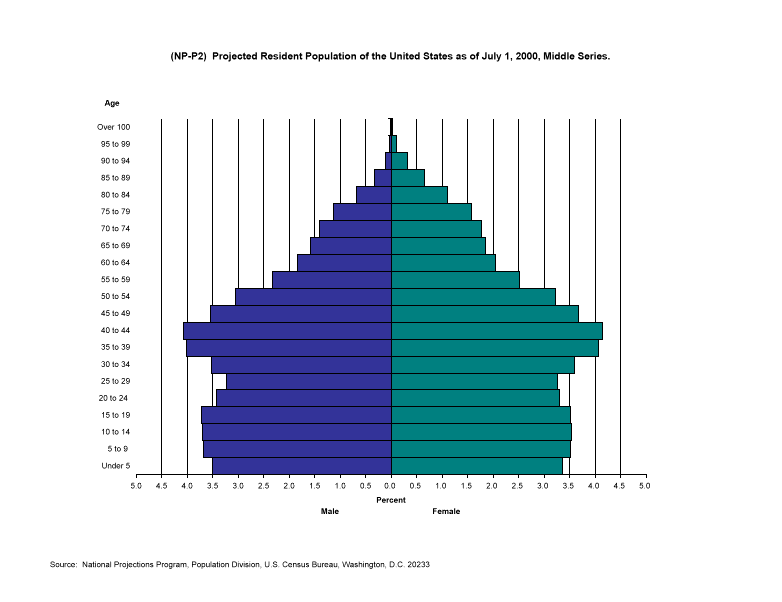 (NP-P2)  Projected Resident Population of the United States as of July 1, 2000, Middle Series.
Age
Over 100
95 to 99
90 to 94
85 to 89
80 to 84
75 to 79
70 to 74
65 to 69
60 to 64
55 to 59
50 to 54
45 to 49
40 to 44
35 to 39
30 to 34
25 to 29
20 to 24
15 to 19
10 to 14
5 to 9
Under 5
5.0 4.5 4.0 3.5 3.0 2.5 2.0 1.5 1.0 0.5 0.0 0.5 1.0 1.5 2.0 2.5 3.0 3.5 4.0 4.5 5.0
Percent
Male Female
Source:  National Projections Program, Population Division, U.S. Census Bureau, Washington, D.C. 20233